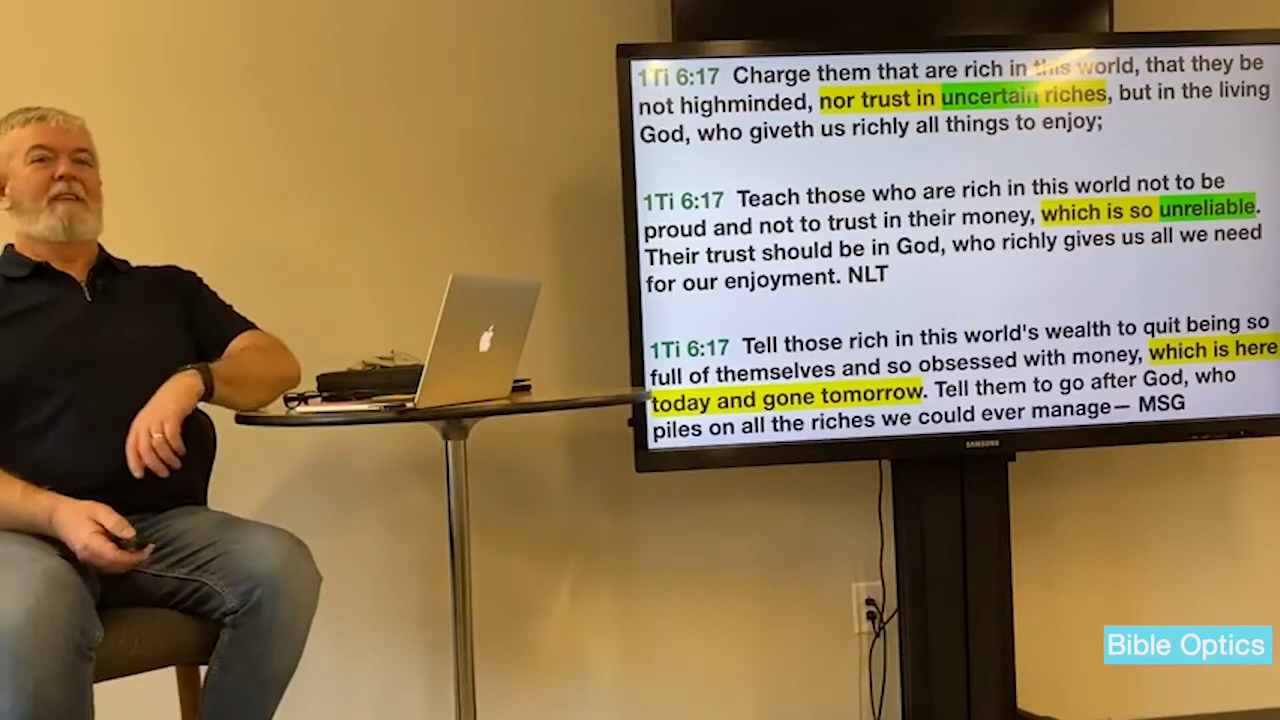 1Ti 6:17 Charge them that are rich in this world, that they be
not highminded, nor trust in uncertain riches, but in the living
God, who giveth us richly all things to enjoy;
1Ti 6:17 Teach those who are rich in this world not to be
proud and not to trust in their money, which is so unreliable.
Their trust should be in God, who richly gives us all we need
for our enjoyment. NLT
1Ti 6:17 Tell those rich in this world's wealth to quit being so
full of themselves and so obsessed with money, which is here
today and gone tomorrow. Tell them to go after God, who
piles on all the riches we could ever manage— MSG
SAMSUNG
Bible Optics